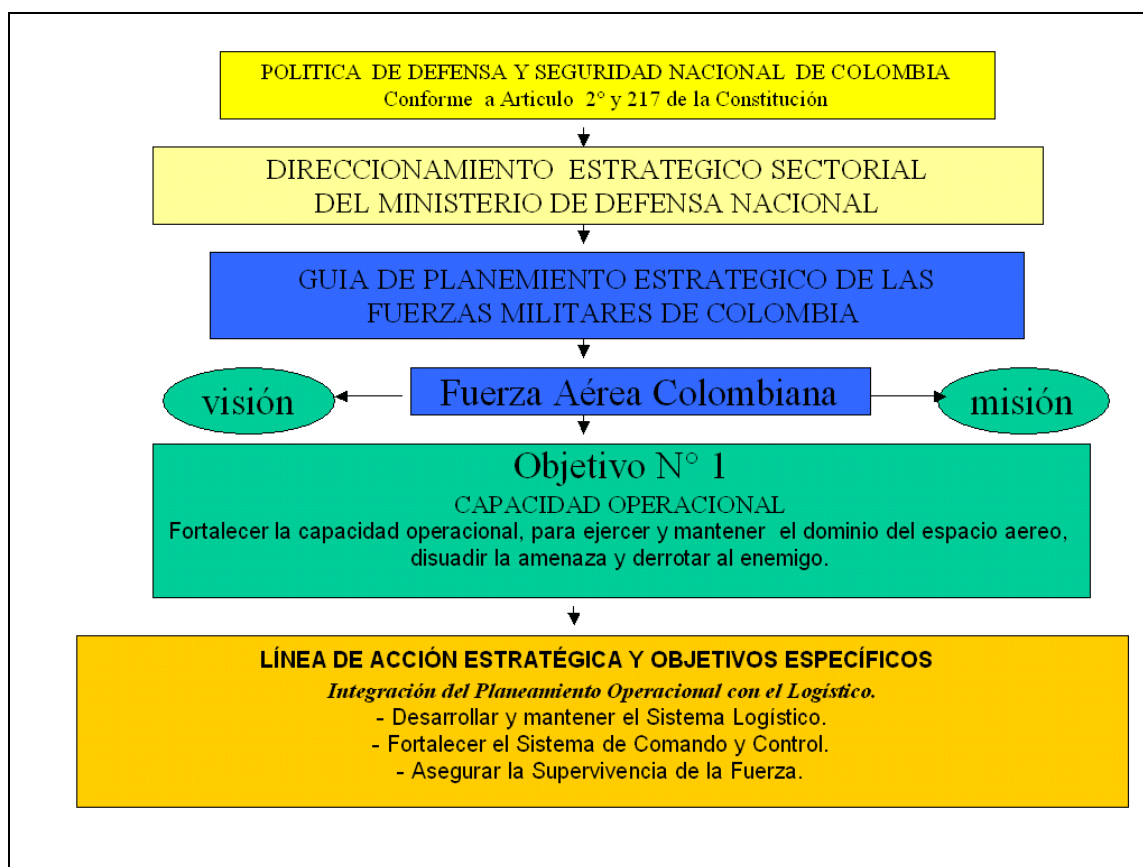 POLITICA DE DEFENSA Y SEGURIDAD NACIONAL DE COLOMBIA
Conforme a Articulo 2° y 217 de la Constitución
DIRECCIONAMIENTO ESTRATEGICO SECTORIAL
DEL MINISTERIO DE DEFENSA NACIONAL
GUIA DE PLANEMIENTO ESTRATEGICO DE LAS
FUERZAS MILITARES DE COLOMBIA
visión
Fuerza Aérea Colombiana
misión
Objetivo N° 1
CAPACIDAD OPERACIONAL
Fortalecer la capacidad operacional, para ejercer y mantener el dominio del espacio aereo,
disuadir la amenaza y derrotar al enemigo.
LÍNEA DE ACCIÓN ESTRATÉGICA Y OBJETIVOS ESPECÍFICOS
Integración del Planeamiento Operacional con el Logístico.
- Desarrollar y mantener el Sistema Logístico.
- Fortalecer el Sistema de Comando y Control.
- Asegurar la Supervivencia de la Fuerza.